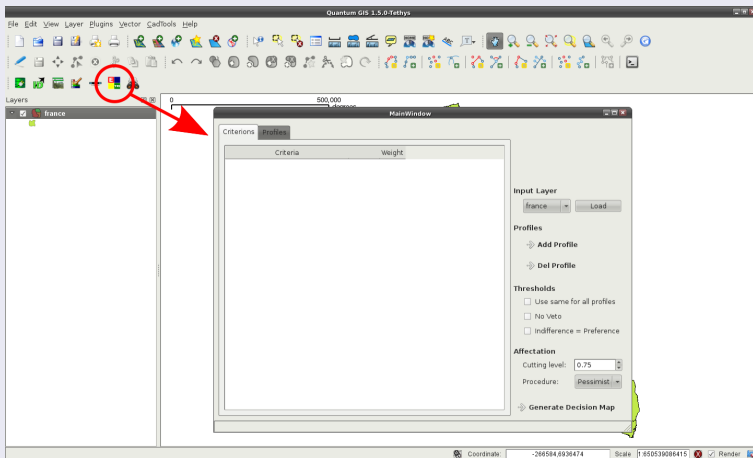 Quantum GIS 1.5.0-Tethys
File Edit View Layer Plugins Vector CadTools Help
Layers
france
0 500,000
degrees
MainWindow
Criterions Profiles
Criteria Weight
Input Layer
france Load
Profiles
Add Profile
Del Profile
Thresholds
Use same for all profiles
No Veto
Indifference = Preference
Affectation
Cutting level: 0.75
Procedure: Pessimist
Generate Decision Map
Coordinate: -266584,6936474 Scale 1:650539086415 Render